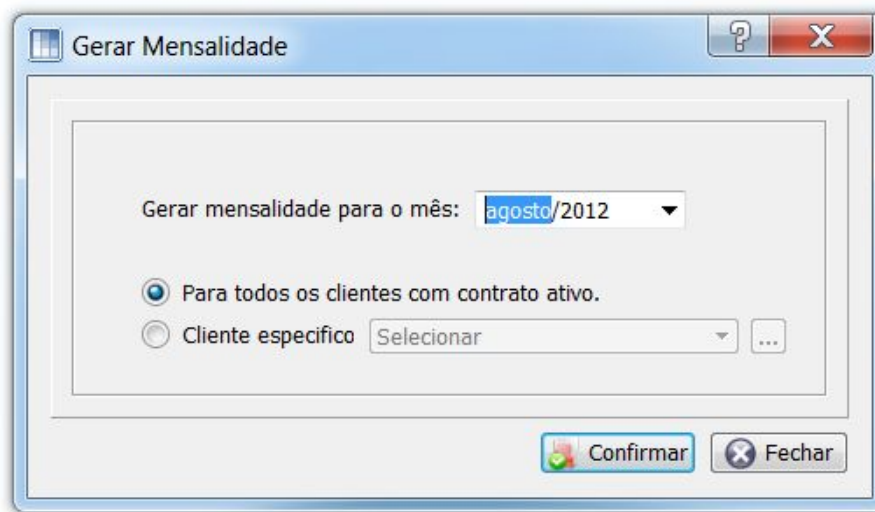 Gerar Mensalidade
Gerar mensalidade para o mês: agosto/2012
Para todos os clientes com contrato ativo.
Cliente especifico Selecionar ...
Confirmar Fechar